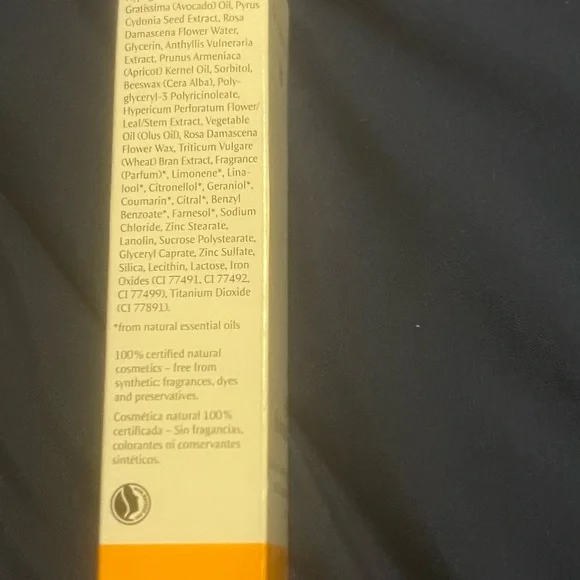 Gratissima (Avocado) Oil, Pyrus
Cydonia Seed Extract, Rosa
Damascena Flower Water,
Glycerin, Anthyllis Vulneraria
Extract, Prunus Armeniaca
(Apricot) Kernel Oil, Sorbitol,
Beeswax (Cera Alba), Poly-
glyceryl-3 Polyricinoleate,
Hypericum Perforatum Flower/
Leaf/Stem Extract, Vegetable
Oil (Olus Oil), Rosa Damascena
Flower Wax, Triticum Vulgare
(Wheat) Bran Extract, Fragrance
(Parfum)*, Limonene*, Lina-
lool*, Citronellol*, Geraniol*,
Coumarin*, Citral*, Benzyl
Benzoate*, Farnesol*, Sodium
Chloride, Zinc Stearate,
Lanolin, Sucrose Polystearate,
Glyceryl Caprate, Zinc Sulfate,
Silica, Lecithin, Lactose, Iron
Oxides (CI 77491, CI 77492,
CI 77499), Titanium Dioxide
(CI 77891).
*from natural essential oils
100% certified natural
cosmetics – free from
synthetic fragrances, dyes
and preservatives.
Cosmética natural 100%
certificada – Sin fragancias,
colorantes ni conservantes
sintéticos.